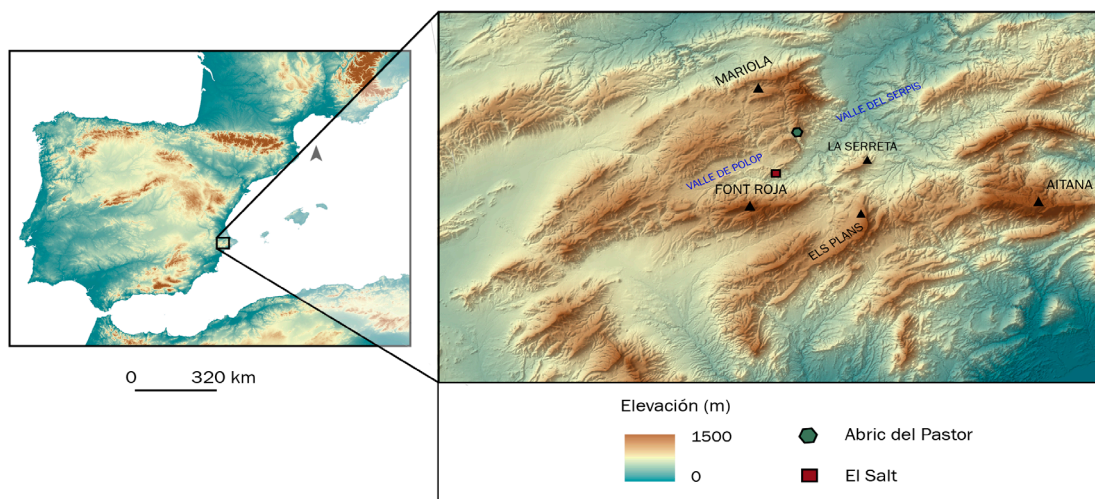 MARIOLA
VALLE DEL SERPIS
LA SERRETA
VALLE DE POLOP
FONT ROJA
AITANA
ELS PLANS
0 320 km
Elevación (m)
1500
0
Abric del Pastor
El Salt